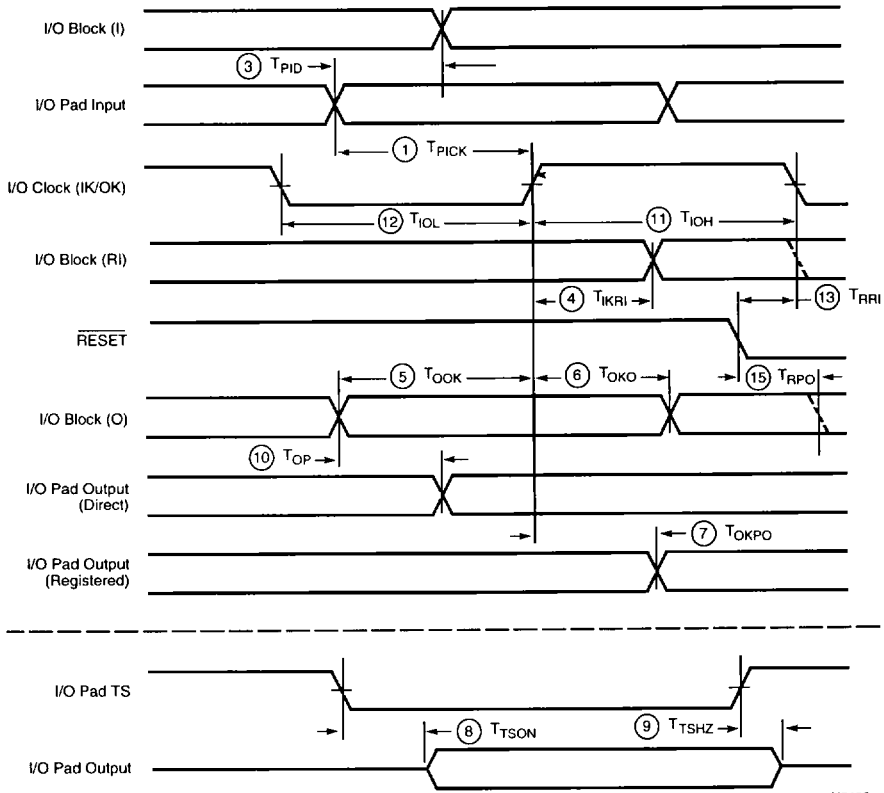 I/O Block (I)
③ TPID
I/O Pad Input
① TPICK
I/O Clock (IK/OK)
⑫ TIOL
⑪ TIOH
I/O Block (RI)
④ TIKRI
⑬ TRRI
RESET
⑤ TOOK
⑥ TOKO
⑮ TRPO
I/O Block (O)
⑩ TOP
I/O Pad Output
(Direct)
⑦ TOKPO
I/O Pad Output
(Registered)
I/O Pad TS
⑧ TTSON
⑨ TTSHZ
I/O Pad Output